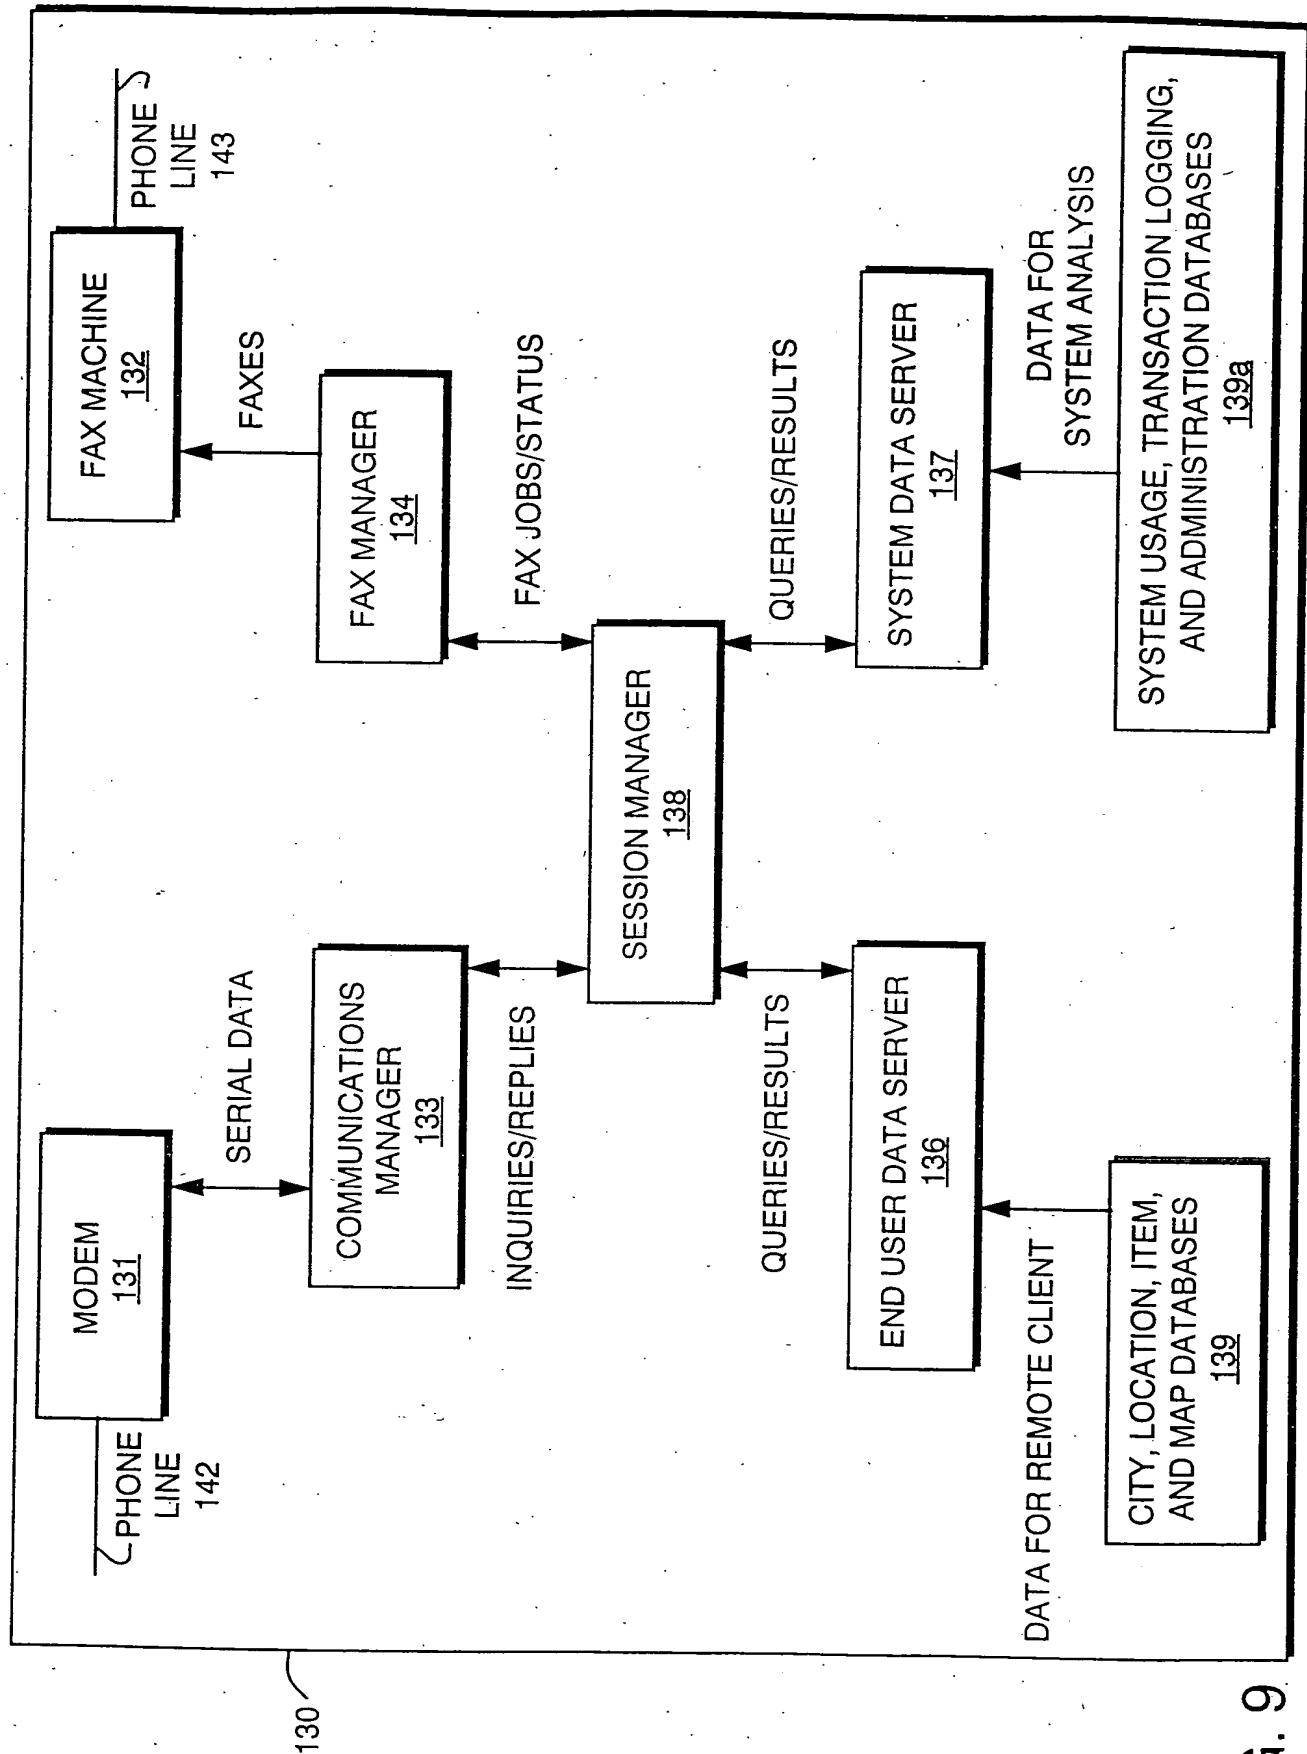 PHONE
LINE
142
MODEM
131
SERIAL DATA
COMMUNICATIONS
MANAGER
133
INQUIRIES/REPLIES
FAX MACHINE
132
PHONE
LINE
143
FAXES
FAX MANAGER
134
FAX JOBS/STATUS
SESSION MANAGER
138
QUERIES/RESULTS
END USER DATA SERVER
136
DATA FOR REMOTE CLIENT
CITY, LOCATION, ITEM,
AND MAP DATABASES
139
QUERIES/RESULTS
SYSTEM DATA SERVER
137
DATA FOR
SYSTEM ANALYSIS
SYSTEM USAGE, TRANSACTION LOGGING,
AND ADMINISTRATION DATABASES
139a
130
9